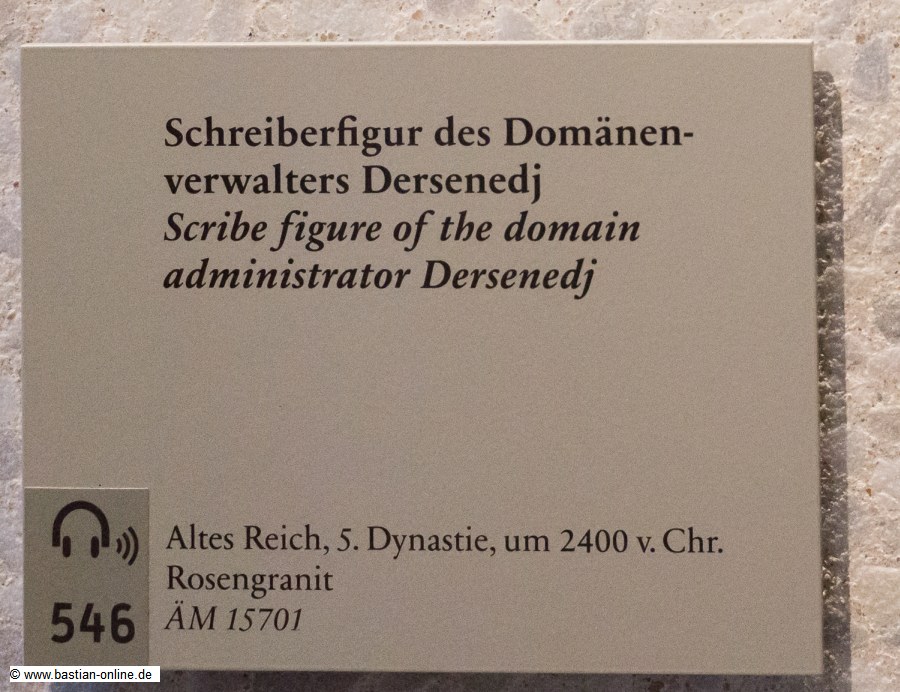 Schreiberfigur des Domänen-
verwalters Dersenedj
Scribe figure of the domain
administrator Dersenedj
Altes Reich, 5. Dynastie, um 2400 v. Chr.
Rosengranit
ÄM 15701
546
© www.bastian-online.de